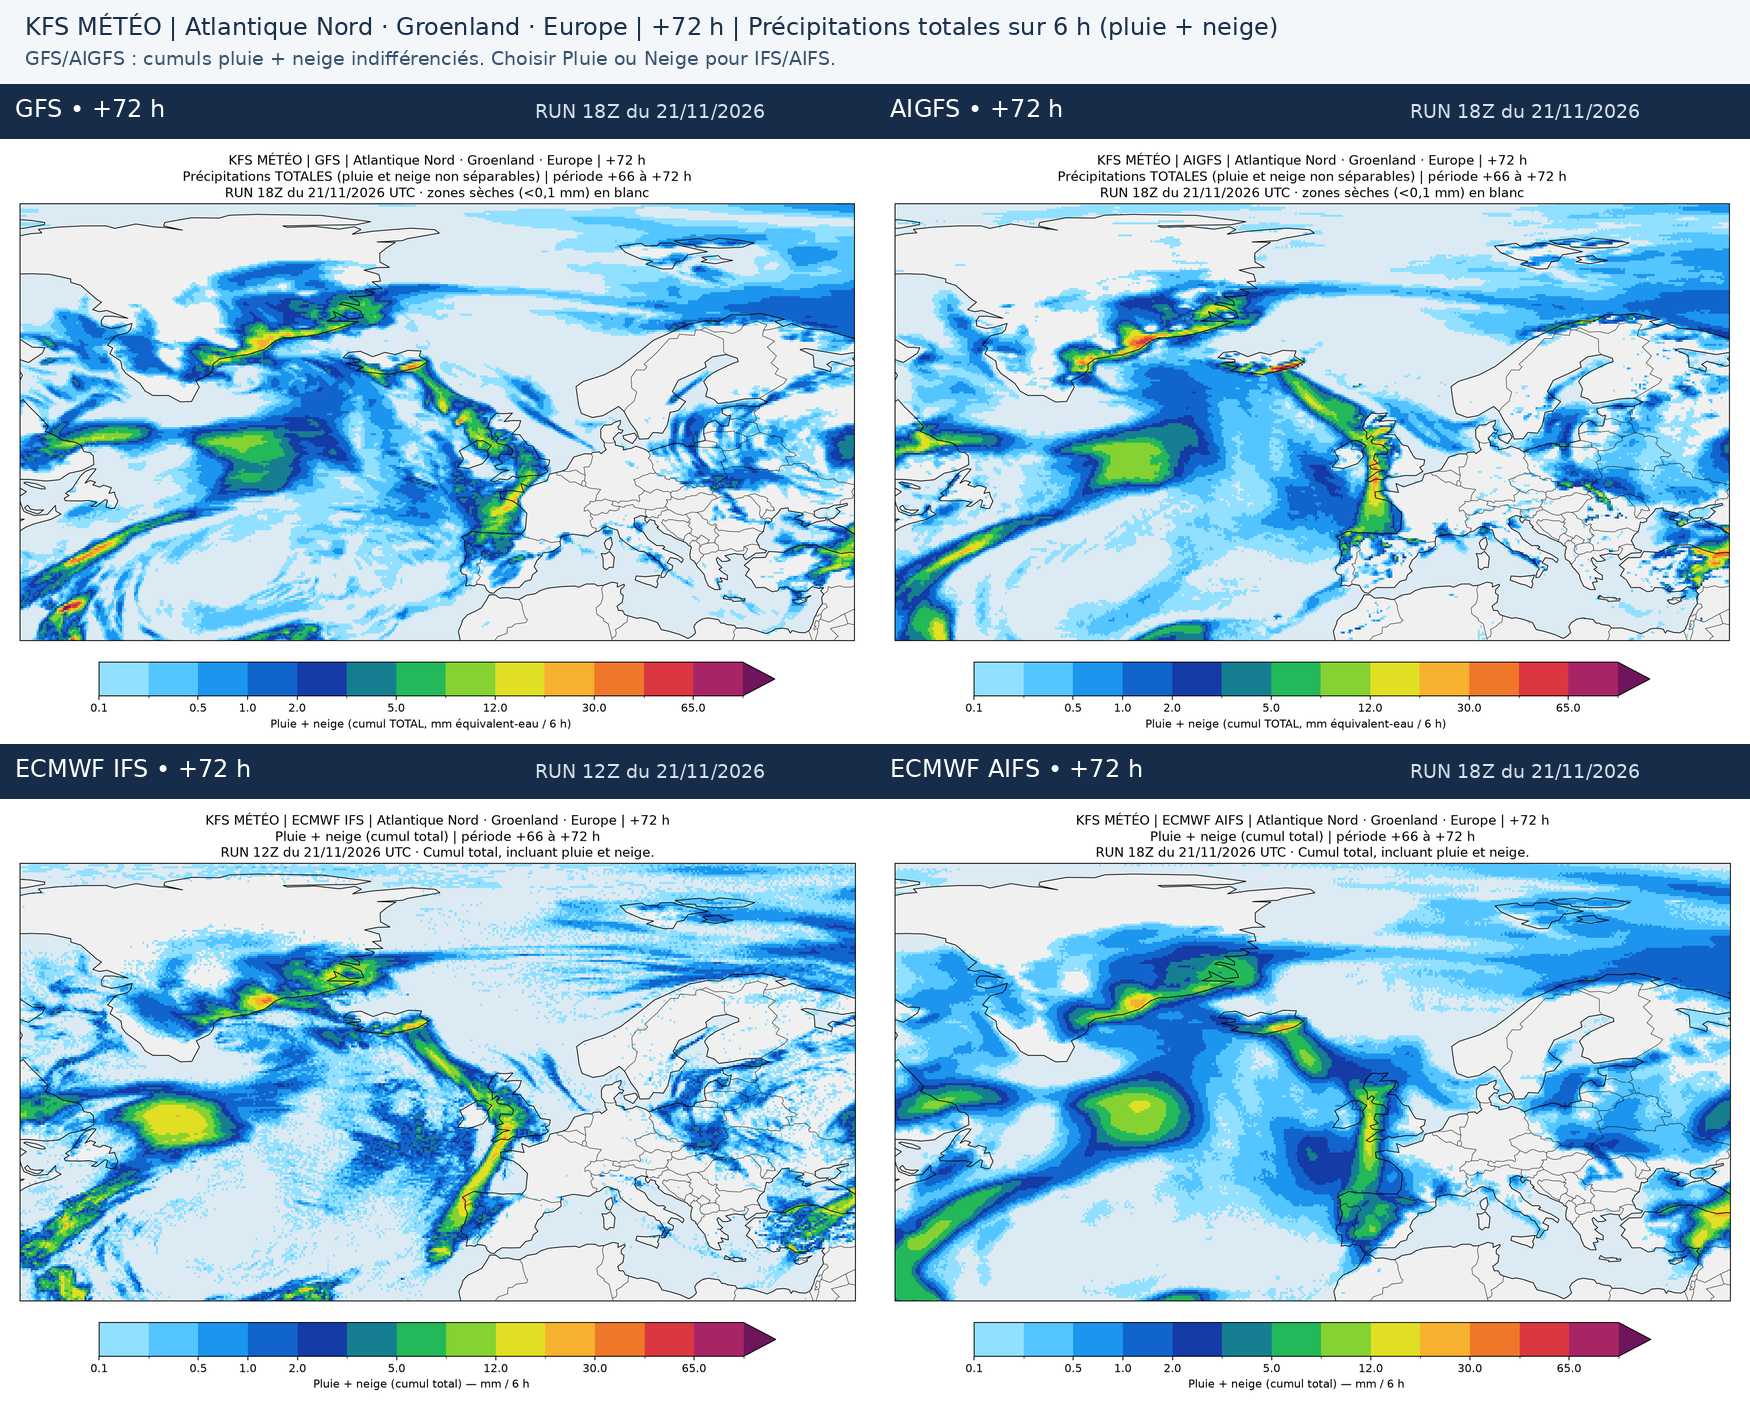 KFS MÉTÉO | Atlantique Nord · Groenland · Europe | +72 h | Précipitations totales sur 6 h (pluie + neige)
GFS/AIGFS : cumuls pluie + neige indifférenciés. Choisir Pluie ou Neige pour IFS/AIFS.
GFS • +72 h
RUN 18Z du 21/11/2026
KFS MÉTÉO | GFS | Atlantique Nord · Groenland · Europe | +72 h
Précipitations TOTALES (pluie et neige non séparables) | période +66 à +72 h
RUN 18Z du 21/11/2026 UTC · zones sèches (<0,1 mm) en blanc
0.1 0.5 1.0 2.0 5.0 12.0 30.0 65.0
Pluie + neige (cumul TOTAL, mm équivalent-eau / 6 h)
AIGFS • +72 h
RUN 18Z du 21/11/2026
KFS MÉTÉO | AIGFS | Atlantique Nord · Groenland · Europe | +72 h
Précipitations TOTALES (pluie et neige non séparables) | période +66 à +72 h
RUN 18Z du 21/11/2026 UTC · zones sèches (<0,1 mm) en blanc
0.1 0.5 1.0 2.0 5.0 12.0 30.0 65.0
Pluie + neige (cumul TOTAL, mm équivalent-eau / 6 h)
ECMWF IFS • +72 h
RUN 12Z du 21/11/2026
KFS MÉTÉO | ECMWF IFS | Atlantique Nord · Groenland · Europe | +72 h
Pluie + neige (cumul total) | période +66 à +72 h
RUN 12Z du 21/11/2026 UTC · Cumul total, incluant pluie et neige.
0.1 0.5 1.0 2.0 5.0 12.0 30.0 65.0
Pluie + neige (cumul total) — mm / 6 h
ECMWF AIFS • +72 h
RUN 18Z du 21/11/2026
KFS MÉTÉO | ECMWF AIFS | Atlantique Nord · Groenland · Europe | +72 h
Pluie + neige (cumul total) | période +66 à +72 h
RUN 18Z du 21/11/2026 UTC · Cumul total, incluant pluie et neige.
0.1 0.5 1.0 2.0 5.0 12.0 30.0 65.0
Pluie + neige (cumul total) — mm / 6 h